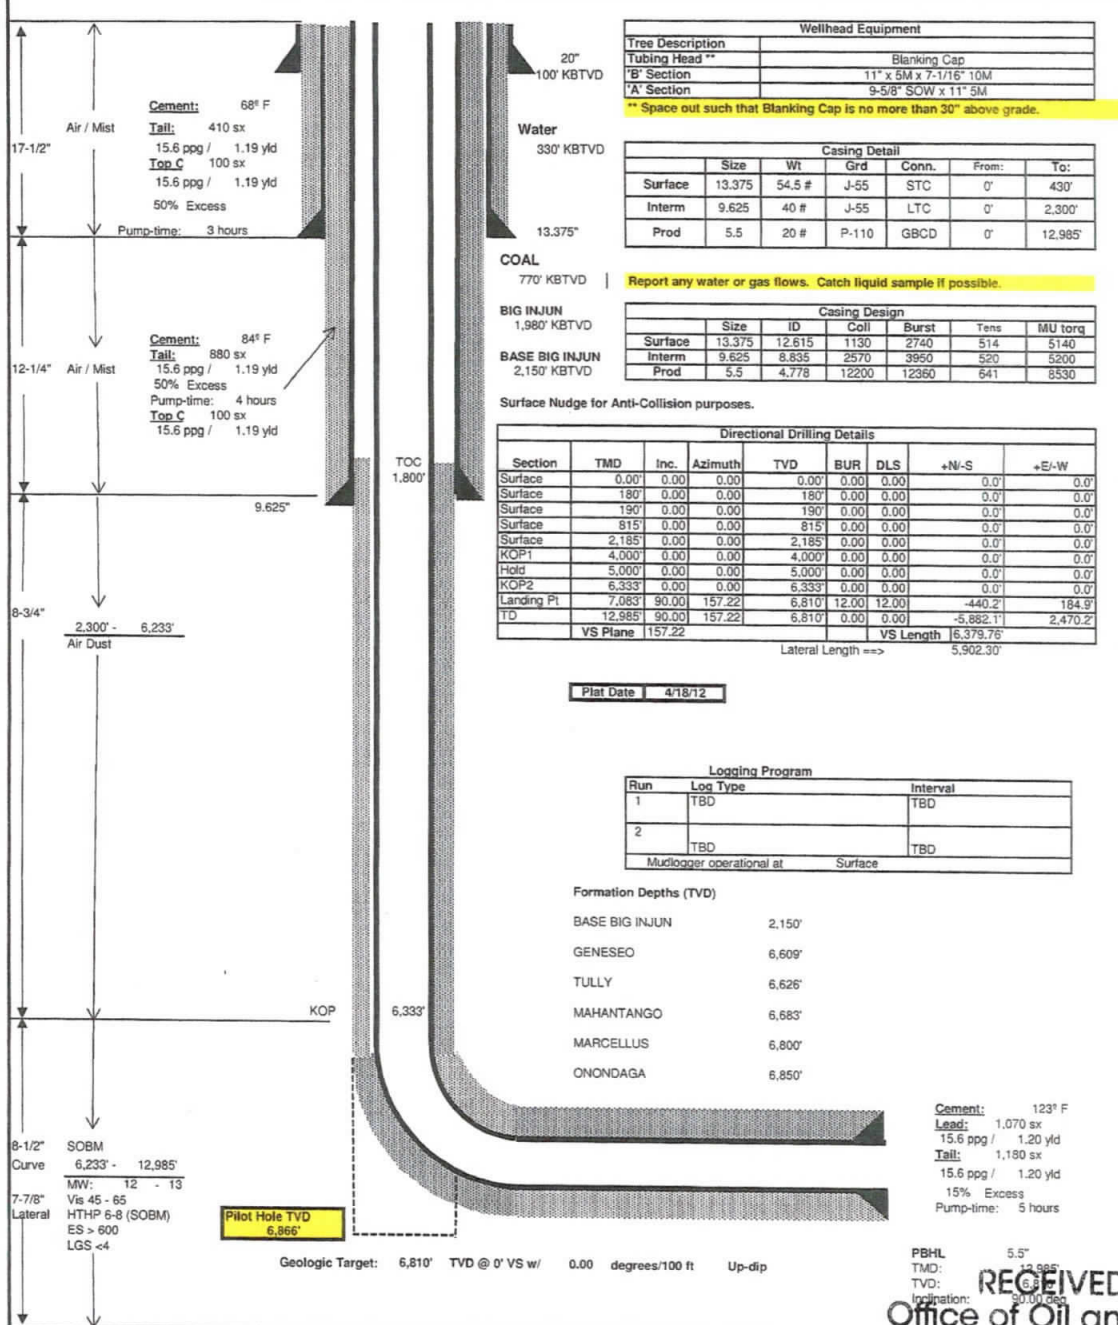 Wellhead Equipment
Tree Description
Tubing Head ** Blanking Cap
'B' Section 11" x 5M x 7-1/16" 10M
'A' Section 9-5/8" SOW x 11" 5M
** Space out such that Blanking Cap is no more than 30" above grade.
20"
100' KBTVD
Water
330' KBTVD
13.375"
COAL
770' KBTVD
BIG INJUN
1,980' KBTVD
BASE BIG INJUN
2,150' KBTVD
17-1/2"
Air / Mist
Cement: 68º F
Tail: 410 sx
15.6 ppg / 1.19 yld
Top C 100 sx
15.6 ppg / 1.19 yld
50% Excess
Pump-time: 3 hours
Casing Detail
Size Wt Grd Conn. From: To:
Surface 13.375 54.5 # J-55 STC 0' 430'
Interm 9.625 40 # J-55 LTC 0' 2,300'
Prod 5.5 20 # P-110 GBCD 0' 12,985'
Report any water or gas flows. Catch liquid sample if possible.
Casing Design
Size ID Coll Burst Tens MU torq
Surface 13.375 12.615 1130 2740 514 5140
Interm 9.625 8.835 2570 3950 520 5200
Prod 5.5 4.778 12200 12360 641 8530
12-1/4" Air / Mist
Cement: 84º F
Tail: 880 sx
15.6 ppg / 1.19 yld
50% Excess
Pump-time: 4 hours
Top C 100 sx
15.6 ppg / 1.19 yld
Surface Nudge for Anti-Collision purposes.
TOC
1,800'
9.625"
Directional Drilling Details
Section TMD Inc. Azimuth TVD BUR DLS +N/-S +E/-W
Surface 0.00' 0.00 0.00 0.00' 0.00 0.00 0.0' 0.0'
Surface 180' 0.00 0.00 180' 0.00 0.00 0.0' 0.0'
Surface 190' 0.00 0.00 190' 0.00 0.00 0.0' 0.0'
Surface 815' 0.00 0.00 815' 0.00 0.00 0.0' 0.0'
Surface 2,185' 0.00 0.00 2,185' 0.00 0.00 0.0' 0.0'
KOP1 4,000' 0.00 0.00 4,000' 0.00 0.00 0.0' 0.0'
Hold 5,000' 0.00 0.00 5,000' 0.00 0.00 0.0' 0.0'
KOP2 6,333' 0.00 0.00 6,333' 0.00 0.00 0.0' 0.0'
Landing Pt 7,083' 90.00 157.22 6,810' 12.00 12.00 -440.2' 184.9'
TD 12,985' 90.00 157.22 6,810' 0.00 0.00 -5,882.1' 2,470.2'
VS Plane 157.22 VS Length 6,379.76'
Lateral Length ==> 5,902.30'
8-3/4"
2,300' - 6,233'
Air Dust
Plat Date 4/18/12
Logging Program
Run Log Type Interval
1 TBD TBD
2 TBD TBD
Mudlogger operational at Surface
Formation Depths (TVD)
BASE BIG INJUN 2,150'
GENESEO 6,609'
TULLY 6,626'
MAHANTANGO 6,683'
MARCELLUS 6,800'
ONONDAGA 6,850'
KOP 6,333'
8-1/2" SOBM
Curve 6,233' - 12,985'
MW: 12 - 13
7-7/8" Vis 45 - 65
Lateral HTHP 6-8 (SOBM)
ES > 600
LGS <4
Pilot Hole TVD
6,866'
Cement: 123º F
Lead: 1,070 sx
15.6 ppg / 1.20 yld
Tail: 1,180 sx
15.6 ppg / 1.20 yld
15% Excess
Pump-time: 5 hours
Geologic Target: 6,810' TVD @ 0' VS w/ 0.00 degrees/100 ft Up-dip
PBHL 5.5"
TMD: 12,985'
TVD:
Inclination: 90.00 deg
RECEIVED
Office of Oil an